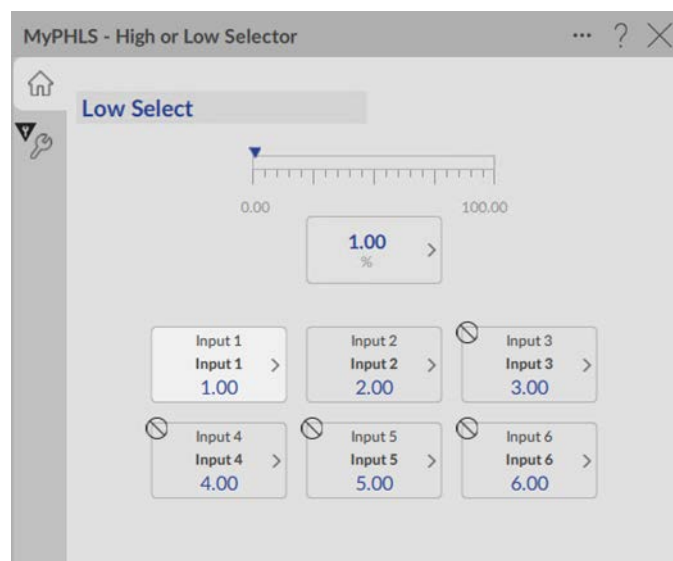 MyPHLS - High or Low Selector ... ?
Low Select
0.00 100.00
1.00
%
Input 1 Input 2 Input 3
Input 1 Input 2 Input 3
1.00 2.00 3.00
Input 4 Input 5 Input 6
Input 4 Input 5 Input 6
4.00 5.00 6.00